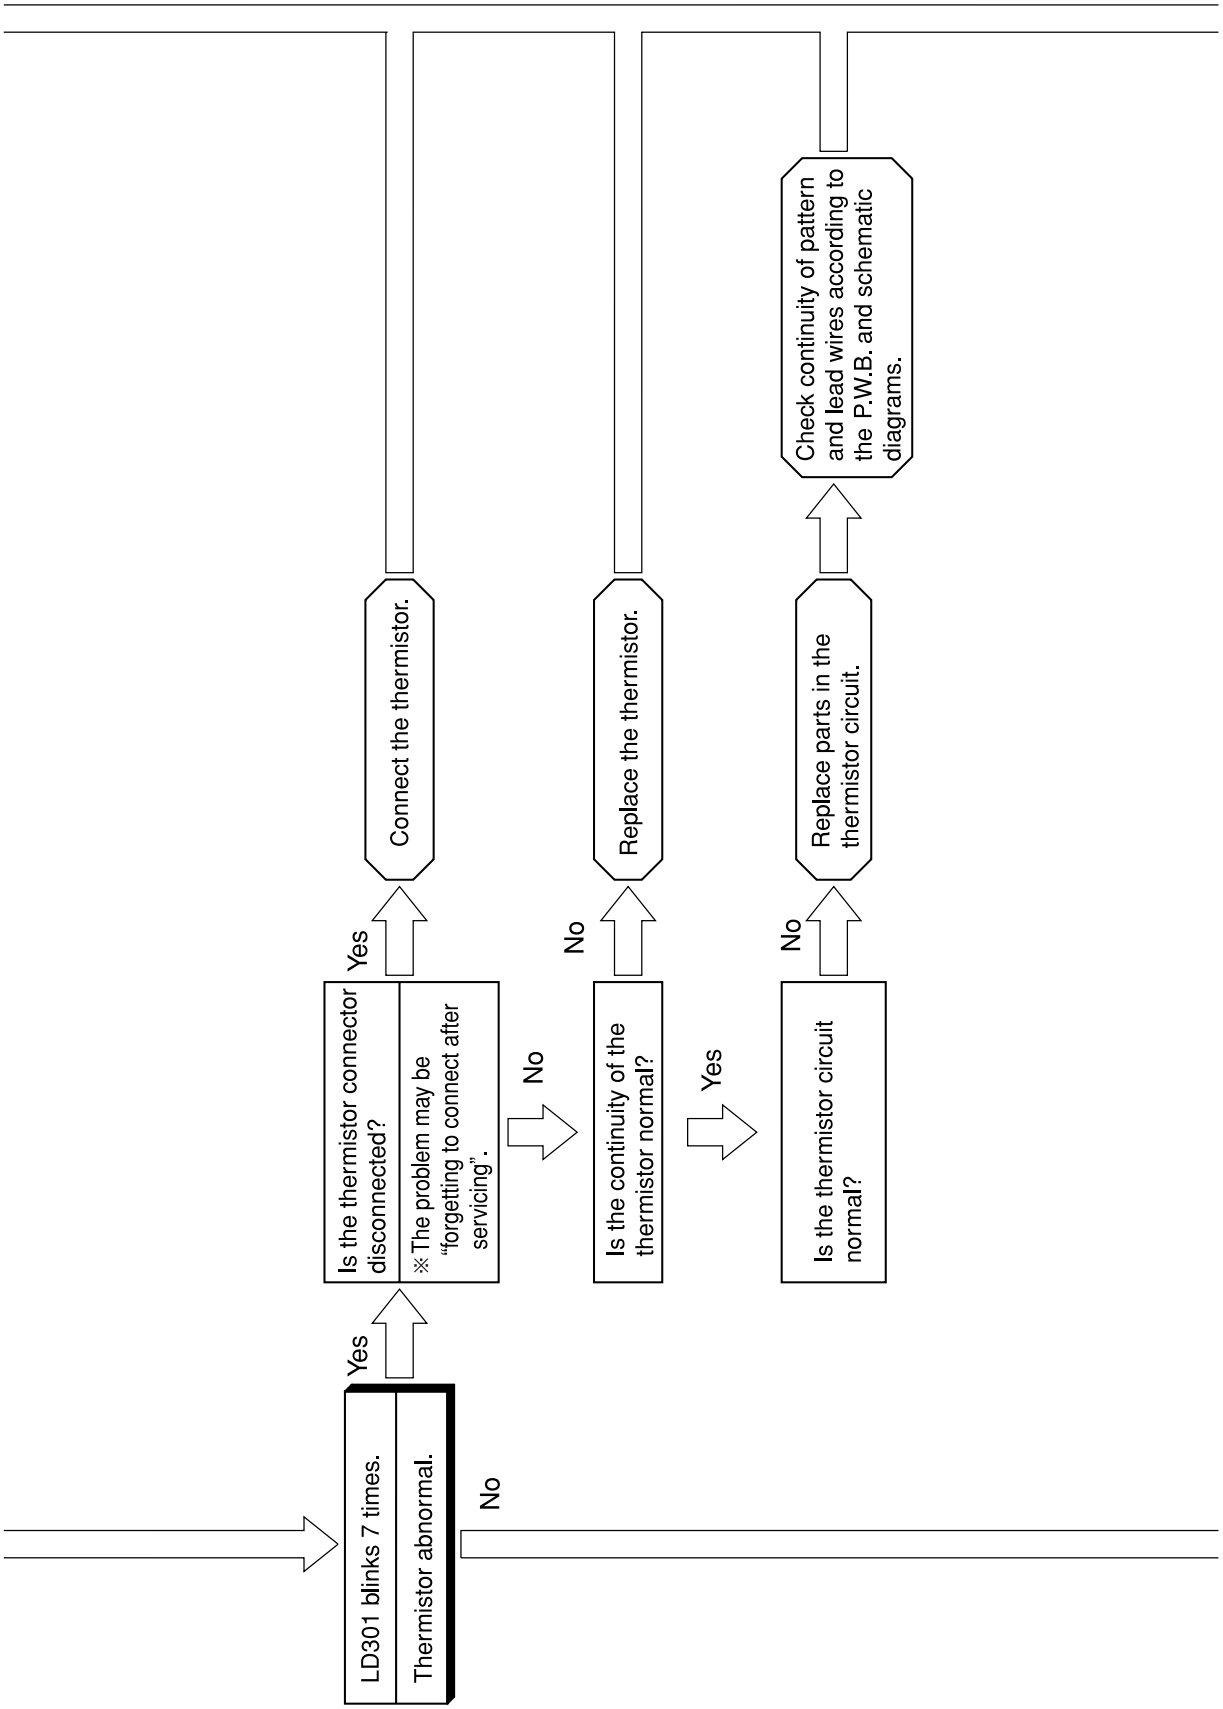 LD301 blinks 7 times.
Thermistor abnormal.
Yes
No
Is the thermistor connector
disconnected?
※ The problem may be
“forgetting to connect after
servicing”.
Yes
Connect the thermistor.
No
Is the continuity of the
thermistor normal?
No
Replace the thermistor.
Yes
Is the thermistor circuit
normal?
No
Replace parts in the
thermistor circuit.
Check continuity of pattern
and lead wires according to
the P.W.B. and schematic
diagrams.